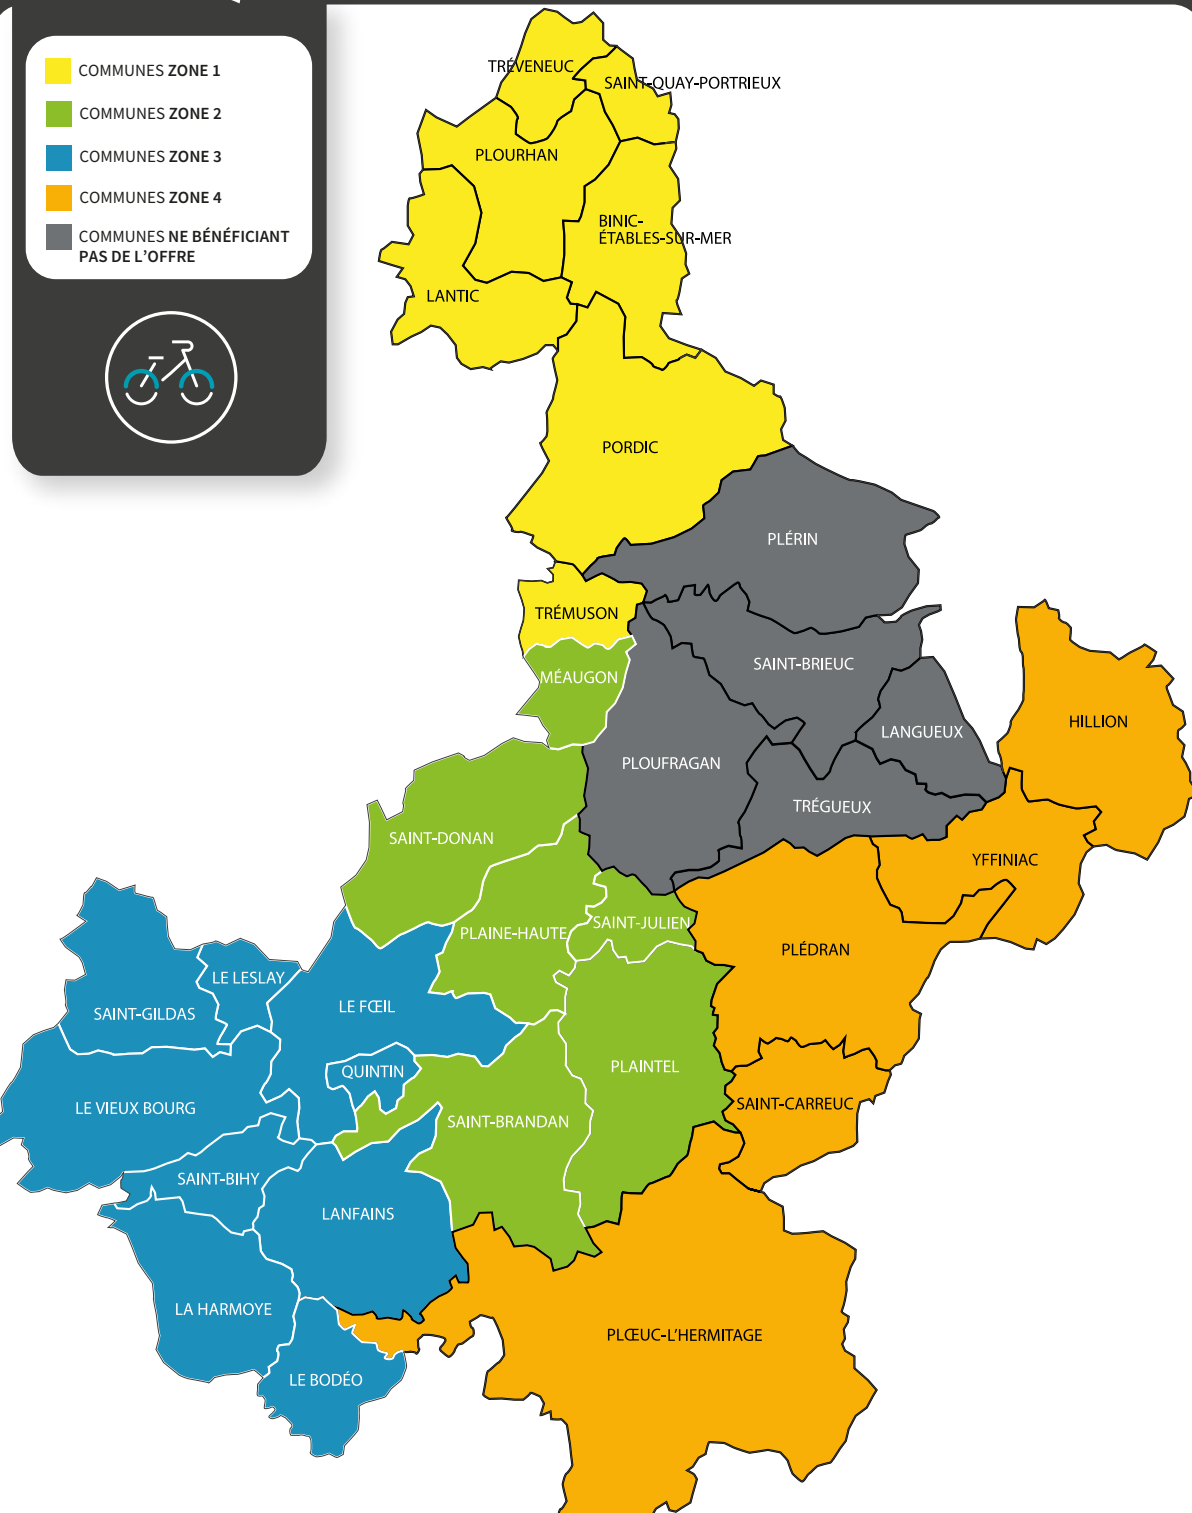 COMMUNES ZONE 1
COMMUNES ZONE 2
COMMUNES ZONE 3
COMMUNES ZONE 4
COMMUNES NE BÉNÉFICIANT
PAS DE L'OFFRE
TRÉVENEUC
SAINT-QUAY-PORTRIEUX
PLOURHAN
BINIC-
ÉTABLES-SUR-MER
LANTIC
PORDIC
PLÉRIN
TRÉMUSON
SAINT-BRIEUC
MÉAUGON
HILLION
LANGUEUX
PLOUFRAGAN
TRÉGUEUX
SAINT-DONAN
YFFINIAC
SAINT-JULIEN
PLAINE-HAUTE
PLÉDRAN
LE LESLAY
LE FŒIL
SAINT-GILDAS
PLAINTEL
QUINTIN
SAINT-CARREUC
LE VIEUX BOURG
SAINT-BRANDAN
SAINT-BIHY
LANFAINS
LA HARMOYE
PLŒUC-L'HERMITAGE
LE BODÉO